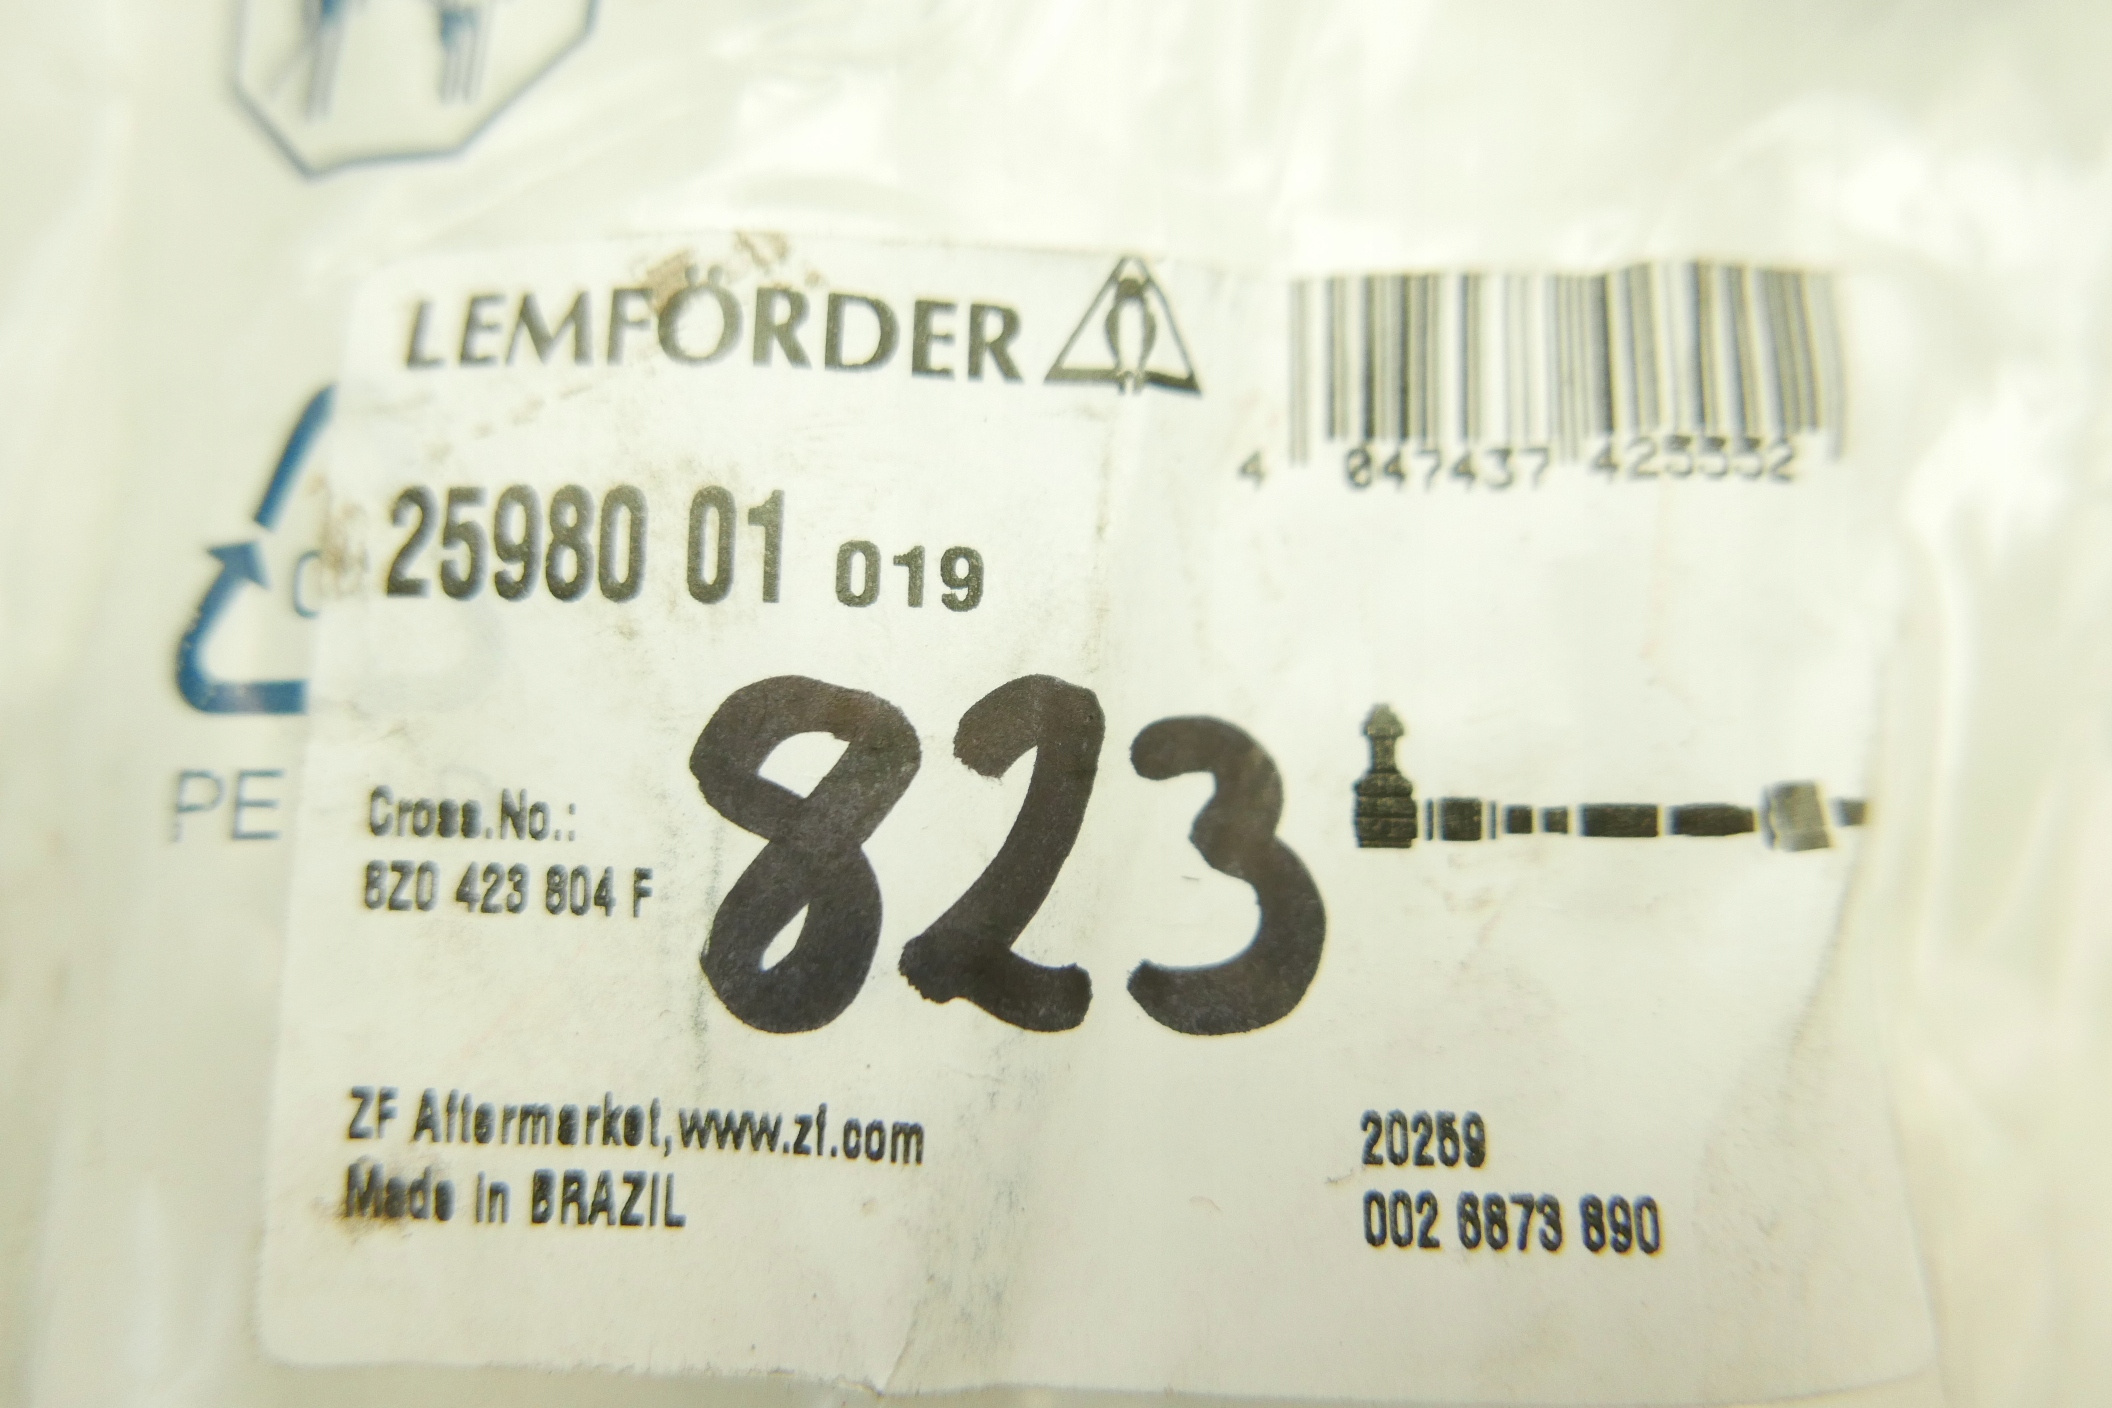 LEMFÖRDER
4 047437 423332
25980 01 019
823
Cross.No.:
8Z0 423 804 F
PE
ZF Aftermarket,www.zf.com
Made in BRAZIL
20259
002 6873 890